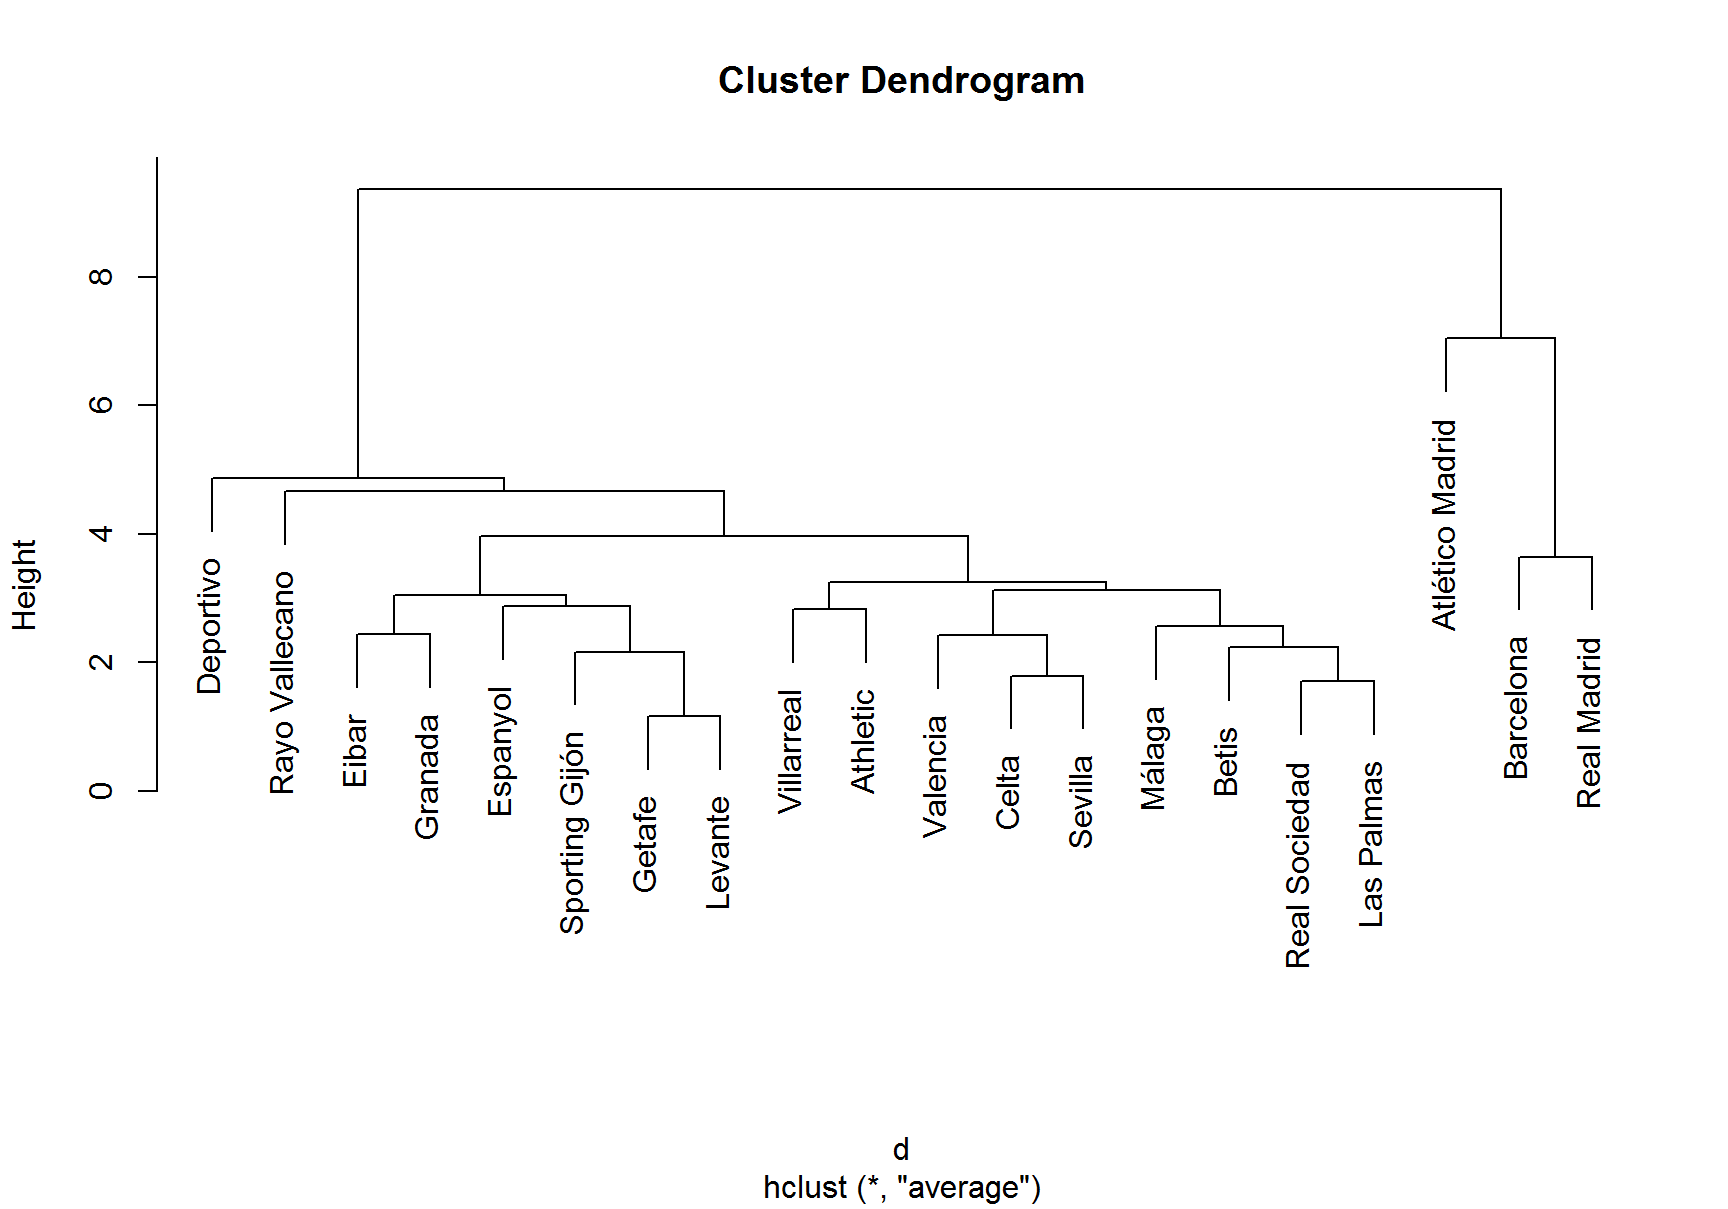 Cluster Dendrogram
Height
8
6
4
2
0
Deportivo
Rayo Vallecano
Eibar
Granada
Espanyol
Sporting Gijón
Getafe
Levante
Villarreal
Athletic
Valencia
Celta
Sevilla
Málaga
Betis
Real Sociedad
Las Palmas
Atlético Madrid
Barcelona
Real Madrid
d
hclust (*, "average")